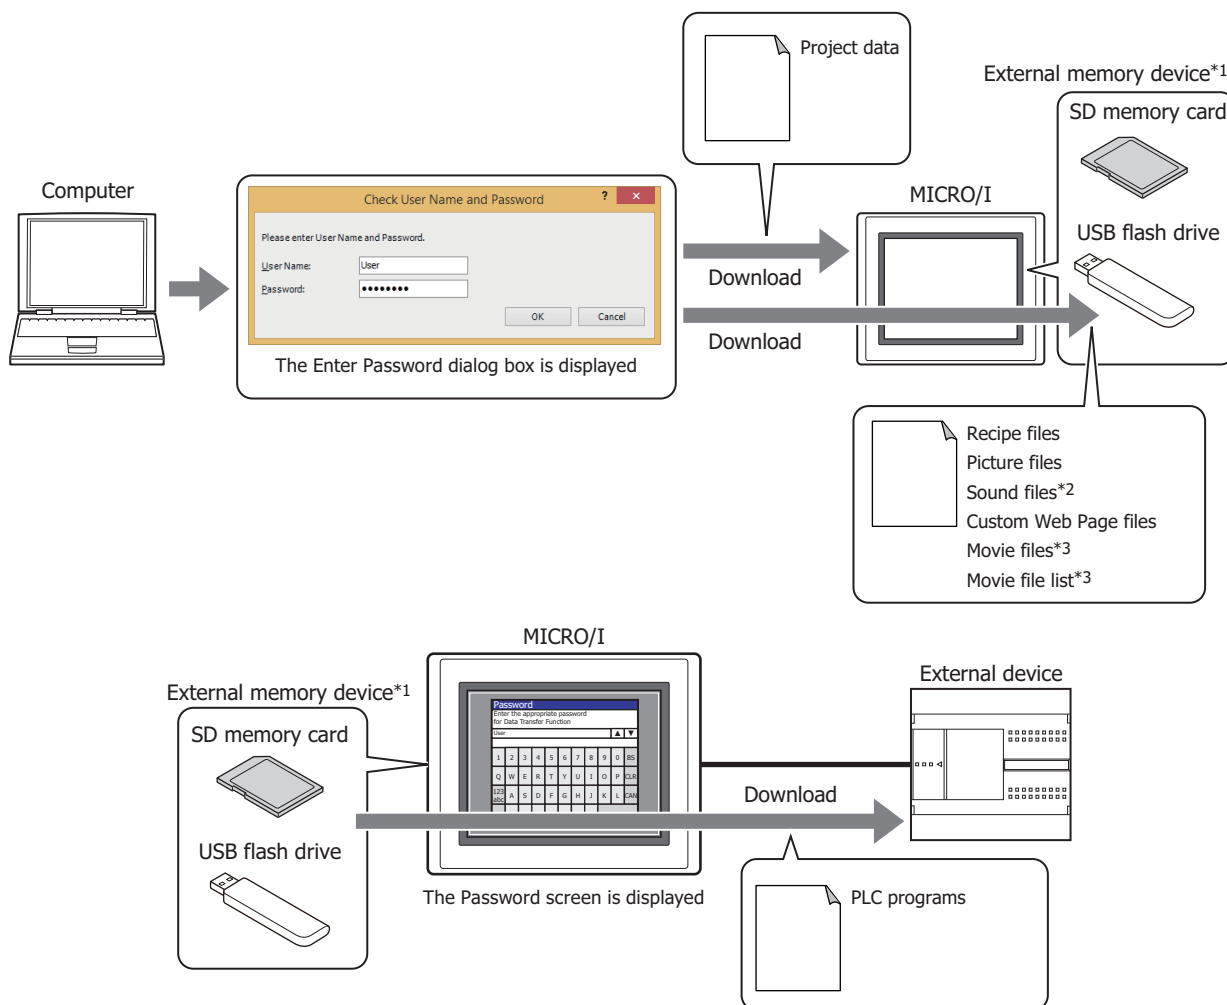 Project data
External memory device*1
SD memory card
USB flash drive
Computer
Check User Name and Password
? ×
Please enter User Name and Password.
User Name:
User
Password:
••••••••
OK
Cancel
The Enter Password dialog box is displayed
Download
Download
MICRO/I
Recipe files
Picture files
Sound files*2
Custom Web Page files
Movie files*3
Movie file list*3
MICRO/I
External memory device*1
SD memory card
USB flash drive
Password
Enter the appropriate password
for Data Transfer Function
User ▲ ▼
1 2 3 4 5 6 7 8 9 0 BS
Q W E R T Y U I O P CLR
123
abc A S D F G H J K L CAN
The Password screen is displayed
External device
Download
PLC programs